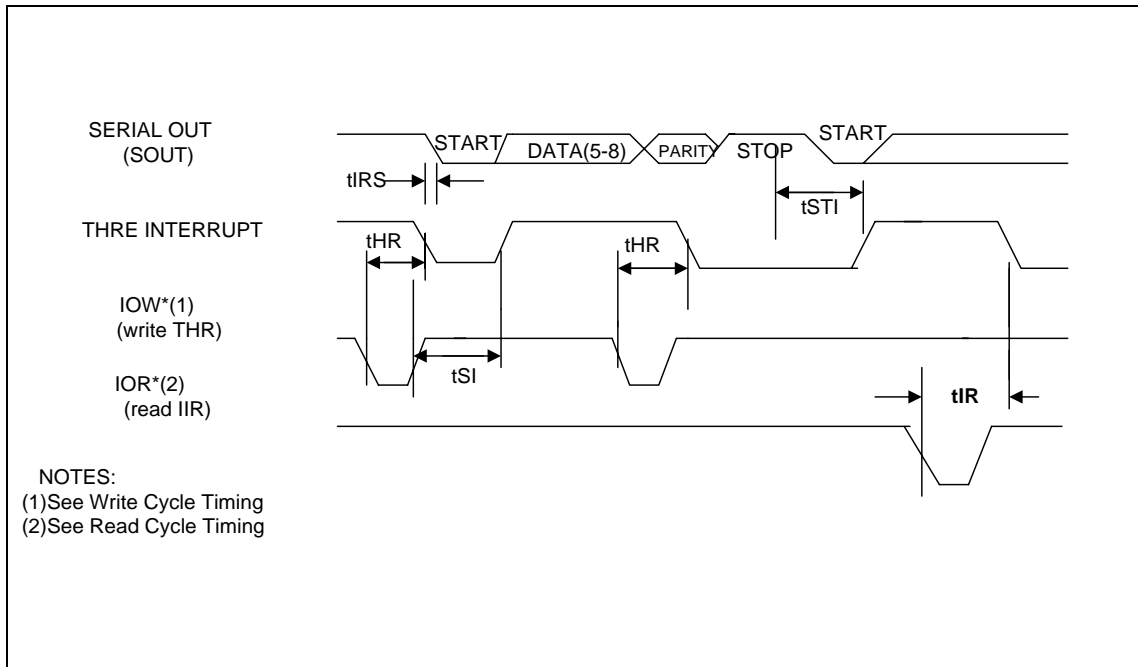 SERIAL OUT
(SOUT)
START
DATA(5-8)
PARITY
STOP
START
tIRS
tSTI
THRE INTERRUPT
tHR
tHR
IOW*(1)
(write THR)
tSI
IOR*(2)
(read IIR)
tIR
NOTES:
(1)See Write Cycle Timing
(2)See Read Cycle Timing